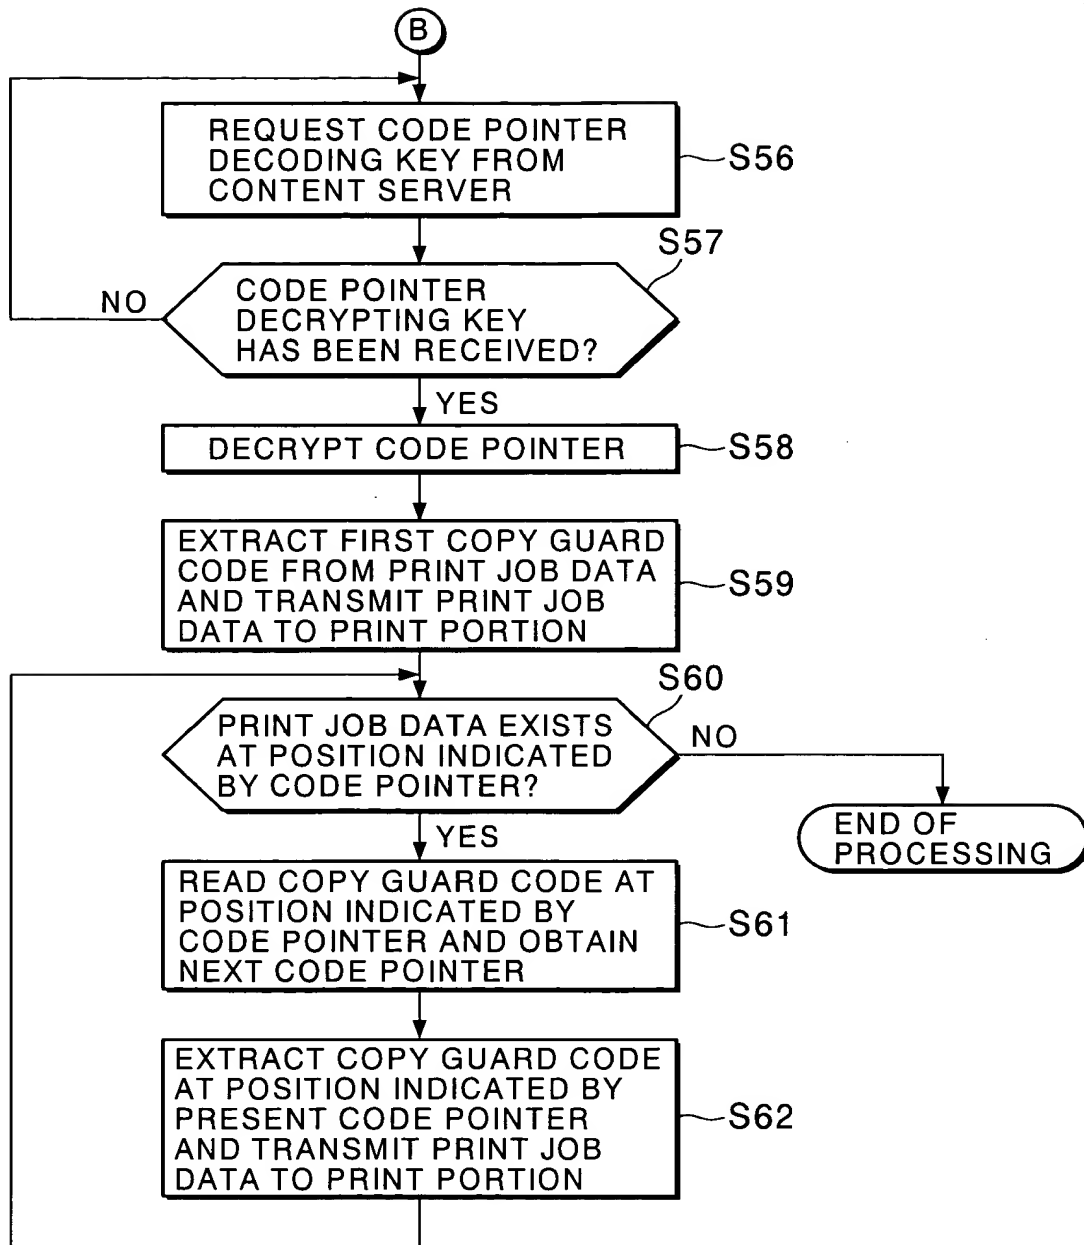 B
REQUEST CODE POINTER
DECODING KEY FROM
CONTENT SERVER
S56
S57
NO
CODE POINTER
DECRYPTING KEY
HAS BEEN RECEIVED?
YES
DECRYPT CODE POINTER
S58
EXTRACT FIRST COPY GUARD
CODE FROM PRINT JOB DATA
AND TRANSMIT PRINT JOB
DATA TO PRINT PORTION
S59
S60
PRINT JOB DATA EXISTS
AT POSITION INDICATED
BY CODE POINTER?
NO
YES
END OF
PROCESSING
READ COPY GUARD CODE AT
POSITION INDICATED BY
CODE POINTER AND OBTAIN
NEXT CODE POINTER
S61
EXTRACT COPY GUARD CODE
AT POSITION INDICATED BY
PRESENT CODE POINTER
AND TRANSMIT PRINT JOB
DATA TO PRINT PORTION
S62